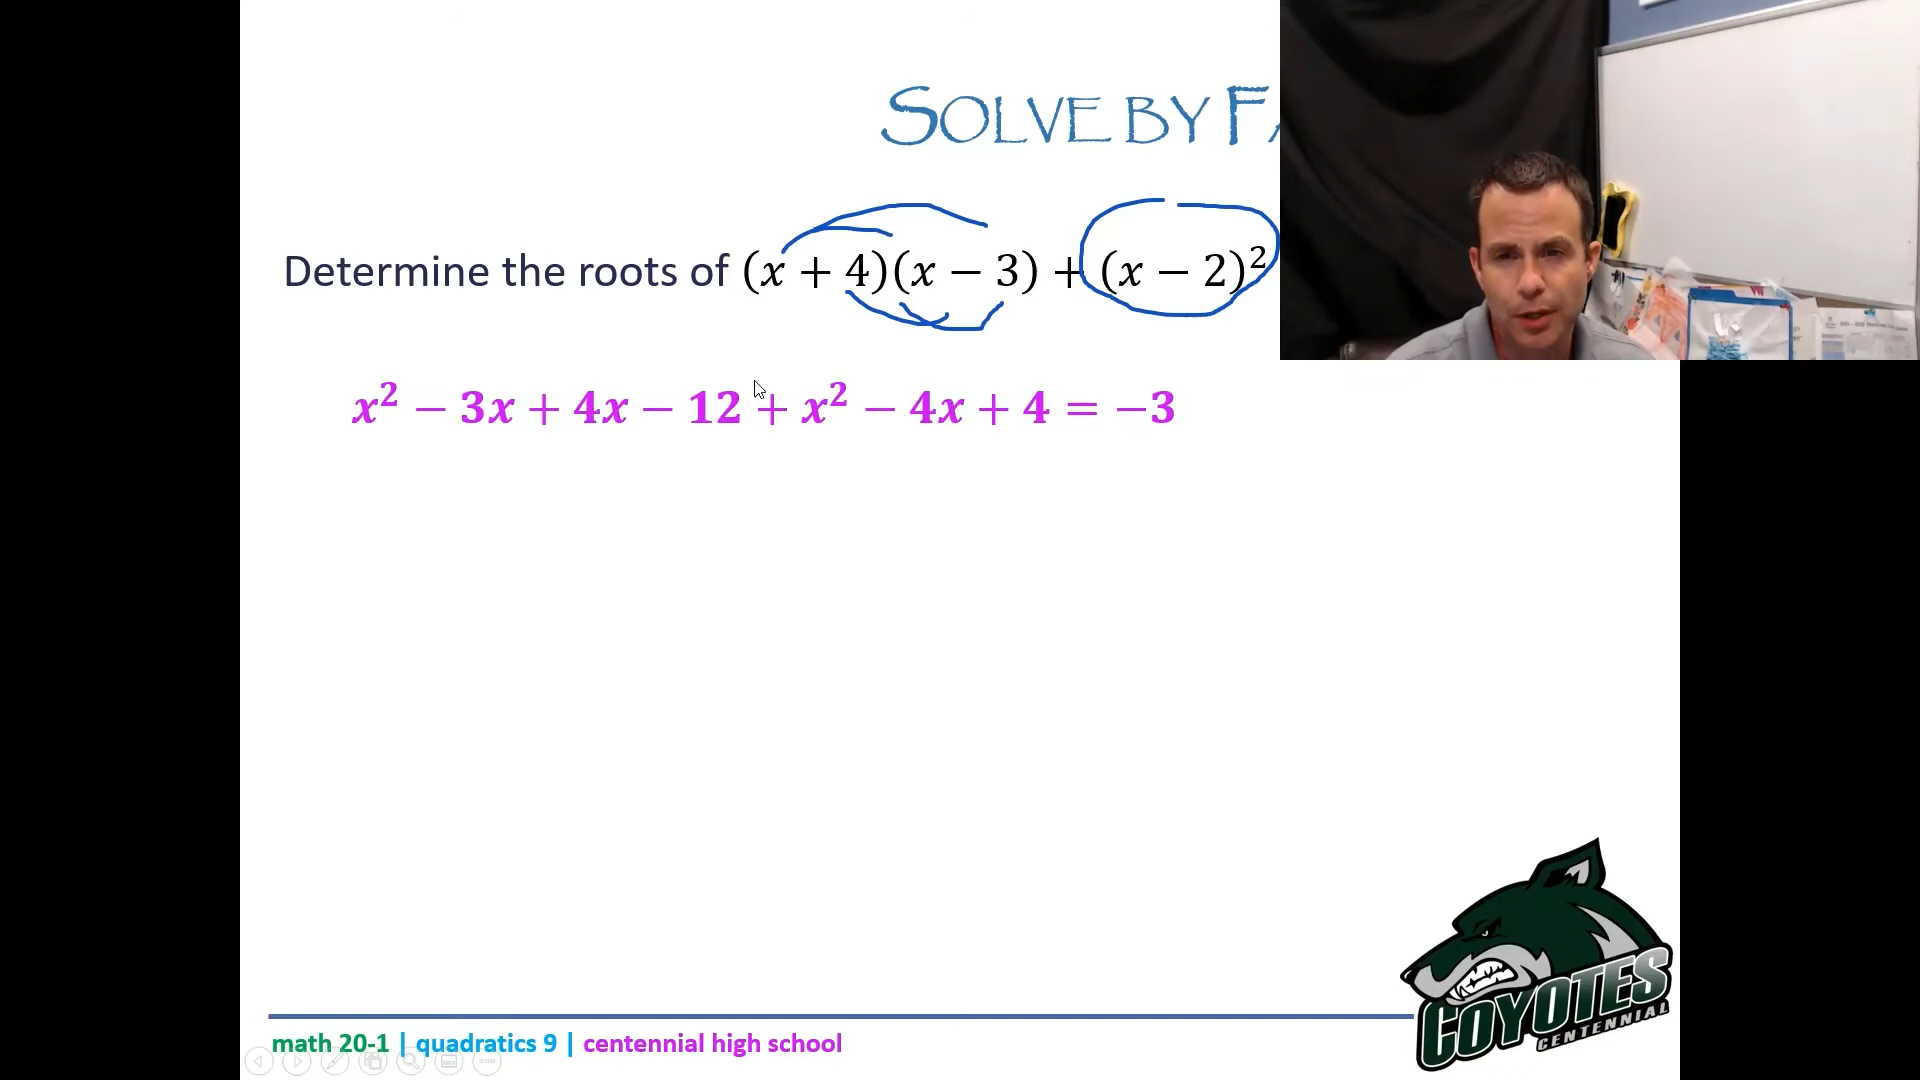 SOLVE BY F
Determine the roots of (x + 4)(x − 3) + (x − 2)²
x² − 3x + 4x − 12 + x² − 4x + 4 = −3
COYOTES
CENTENNIAL
math 20-1 | quadratics 9 | centennial high school